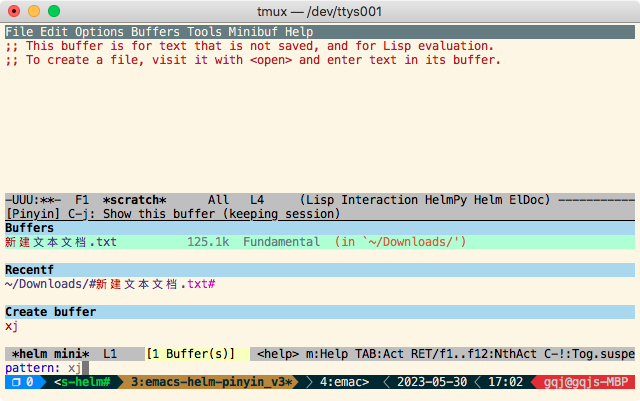 tmux — /dev/ttys001
File Edit Options Buffers Tools Minibuf Help
;; This buffer is for text that is not saved, and for Lisp evaluation.
;; To create a file, visit it with <open> and enter text in its buffer.
-UUU:**-  F1  *scratch*      All   L4     (Lisp Interaction HelmPy Helm ElDoc) -----------
[Pinyin] C-j: Show this buffer (keeping session)
Buffers
新建文本文档.txt          125.1k  Fundamental  (in `~/Downloads/')
Recentf
~/Downloads/#新建文本文档.txt#
Create buffer
xj
*helm mini*  L1    [1 Buffer(s)]   <help> m:Help TAB:Act RET/f1..f12:NthAct C-!:Tog.suspe
pattern: xj
0 <s-helm# 3:emacs-helm-pinyin_v3* 4:emac> 2023-05-30 17:02 gqj@gqjs-MBP